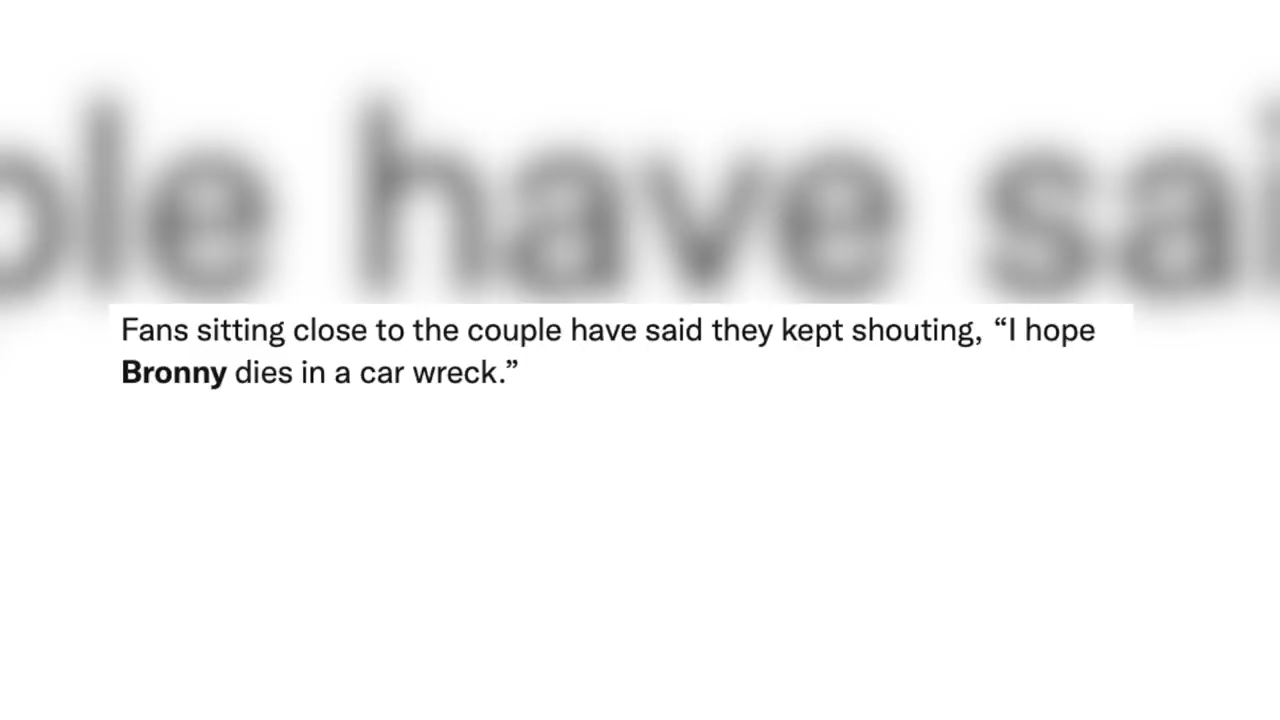 ple have sai
Fans sitting close to the couple have said they kept shouting, “I hope
Bronny dies in a car wreck.”